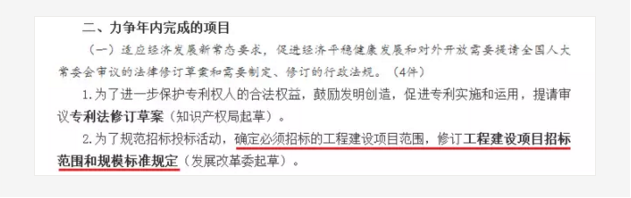 二、力争年内完成的项目
（一）适应经济发展新常态要求，促进经济平稳健康发展和对外开放需要提请全国人大
常委会审议的法律修订草案和需要制定、修订的行政法规。（4件）
1.为了进一步保护专利权人的合法权益，鼓励发明创造，促进专利实施和运用，提请审
议专利法修订草案（知识产权局起草）。
2.为了规范招标投标活动，确定必须招标的工程建设项目范围，修订工程建设项目招标
范围和规模标准规定（发展改革委起草）。